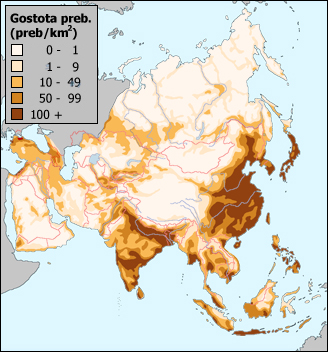 Gostota preb.
(preb/km²)
0 - 1
1 - 9
10 - 49
50 - 99
100 +